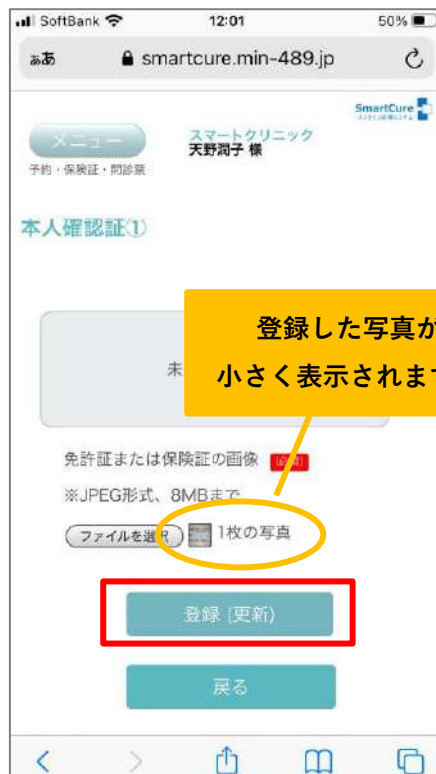 SoftBank 12:01 50%
ぁあ smartcure.min-489.jp
SmartCure
メニュー
スマートクリニック
天野潤子 様
予約・保険証・問診票
本人確認証①
登録した写真が
小さく表示されます
未
免許証または保険証の画像
※JPEG形式、8MBまで
ファイルを選択 1枚の写真
登録 (更新)
戻る